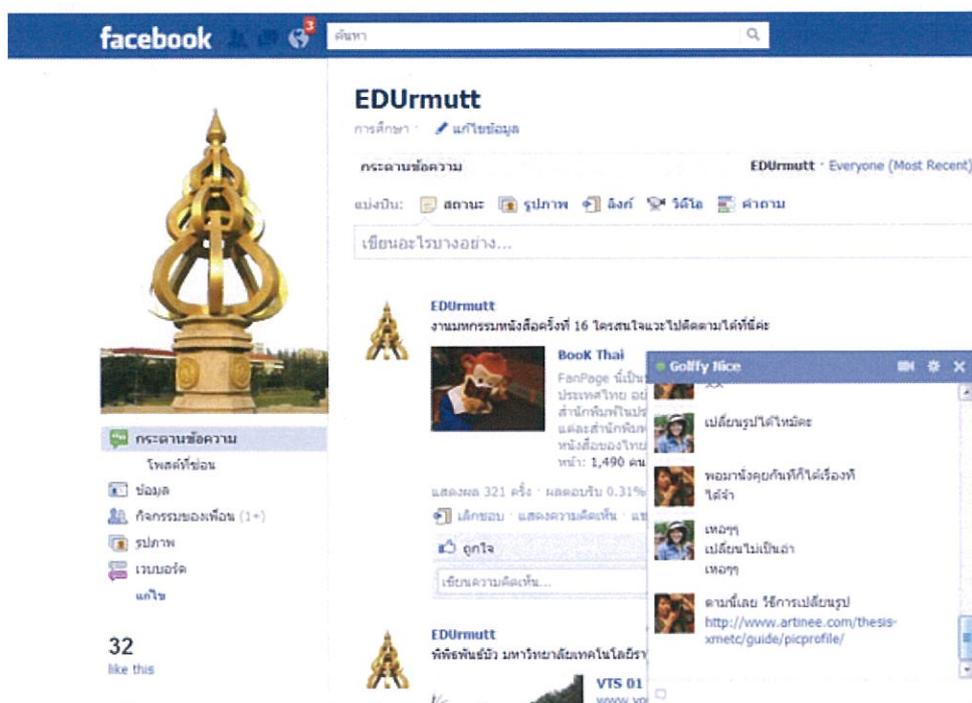 facebook
3
ค้นหา
EDUrmutt
การศึกษา · แก้ไขข้อมูล
กระดานข้อความ
EDUrmutt · Everyone (Most Recent)
แบ่งปัน: สถานะ รูปภาพ ลิงก์ วิดีโอ คำถาม
เขียนอะไรบางอย่าง...
EDUrmutt
งานมหกรรมหนังสือครั้งที่ 16 ใครสนใจแวะไปติดตามได้ที่นี่ค่ะ
BooK Thai
FanPage นี้เป็น
ประเทศไทย อย่
สำนักพิมพ์ในประ
แต่ละสำนักพิมพ์
หนังสือของไทย
หน้า: 1,490 คน
แสดงผล 321 ครั้ง · ผลตอบรับ 0.31%
เลิกชอบ · แสดงความคิดเห็น · แช
ถูกใจ
เขียนความคิดเห็น...
EDUrmutt
พิพิธพันธ์บัว มหาวิทยาลัยเทคโนโลยีรา
VTS 01
กระดานข้อความ
โพสต์ที่ซ่อน
ข้อมูล
กิจกรรมของเพื่อน (1+)
รูปภาพ
เวบบอร์ด
แก้ไข
32
like this
Golffy Nice
เปลี่ยนรูปได้ไหมคะ
พอมานั่งคุยกันทีก็ได้เรื่องที
ได้จ้า
เหอๆๆ
เปลี่ยนไม่เป็นอ่า
เหอๆๆ
ตามนี้เลย วิธีการเปลี่ยนรูป
http://www.artinee.com/thesis-
xmetc/guide/picprofile/